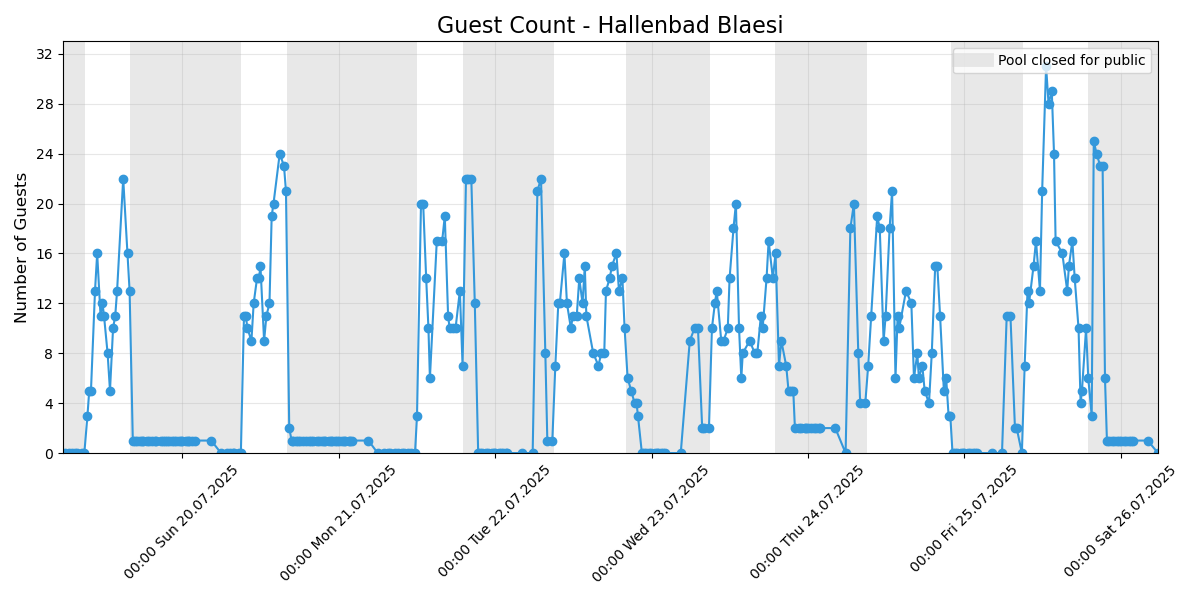 Guest Count - Hallenbad Blaesi
Pool closed for public
Number of Guests
32
28
24
20
16
12
8
4
0
00:00 Sun 20.07.2025
00:00 Mon 21.07.2025
00:00 Tue 22.07.2025
00:00 Wed 23.07.2025
00:00 Thu 24.07.2025
00:00 Fri 25.07.2025
00:00 Sat 26.07.2025